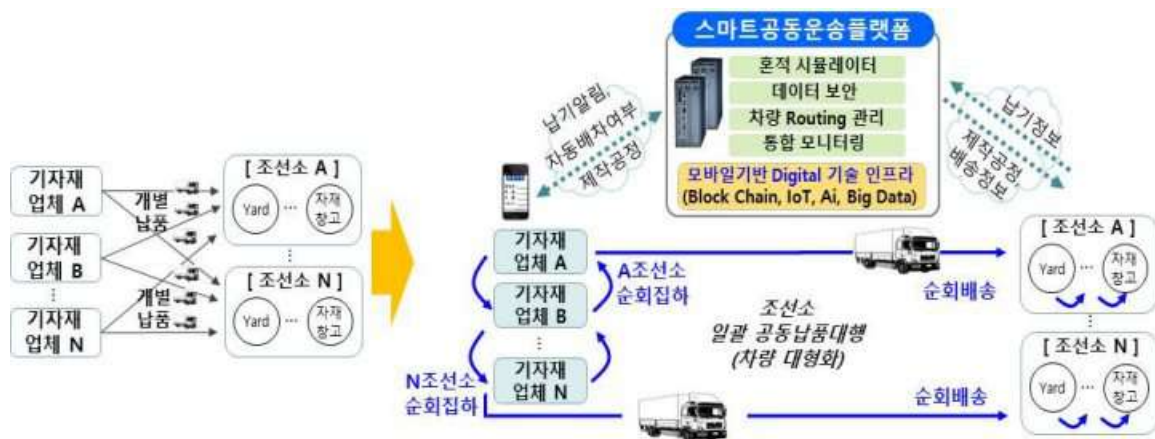 스마트공동운송플랫폼
혼적 시뮬레이터
데이터 보안
차량 Routing 관리
통합 모니터링
모바일기반 Digital 기술 인프라
(Block Chain, IoT, Ai, Big Data)
납기알림,
자동배차여부
제작공정
납기정보
제작공정,
배송정보
기자재
업체 A
기자재
업체 B
⋮
기자재
업체 N
개별
납품
개별
납품
[ 조선소 A ]
Yard
...
자재
창고
⋮
[ 조선소 N ]
Yard
...
자재
창고
기자재
업체 A
기자재
업체 B
⋮
기자재
업체 N
A조선소
순회집하
N조선소
순회집하
조선소
일괄 공동납품대행
(차량 대형화)
순회배송
순회배송
[ 조선소 A ]
Yard
...
자재
창고
⋮
[ 조선소 N ]
Yard
...
자재
창고